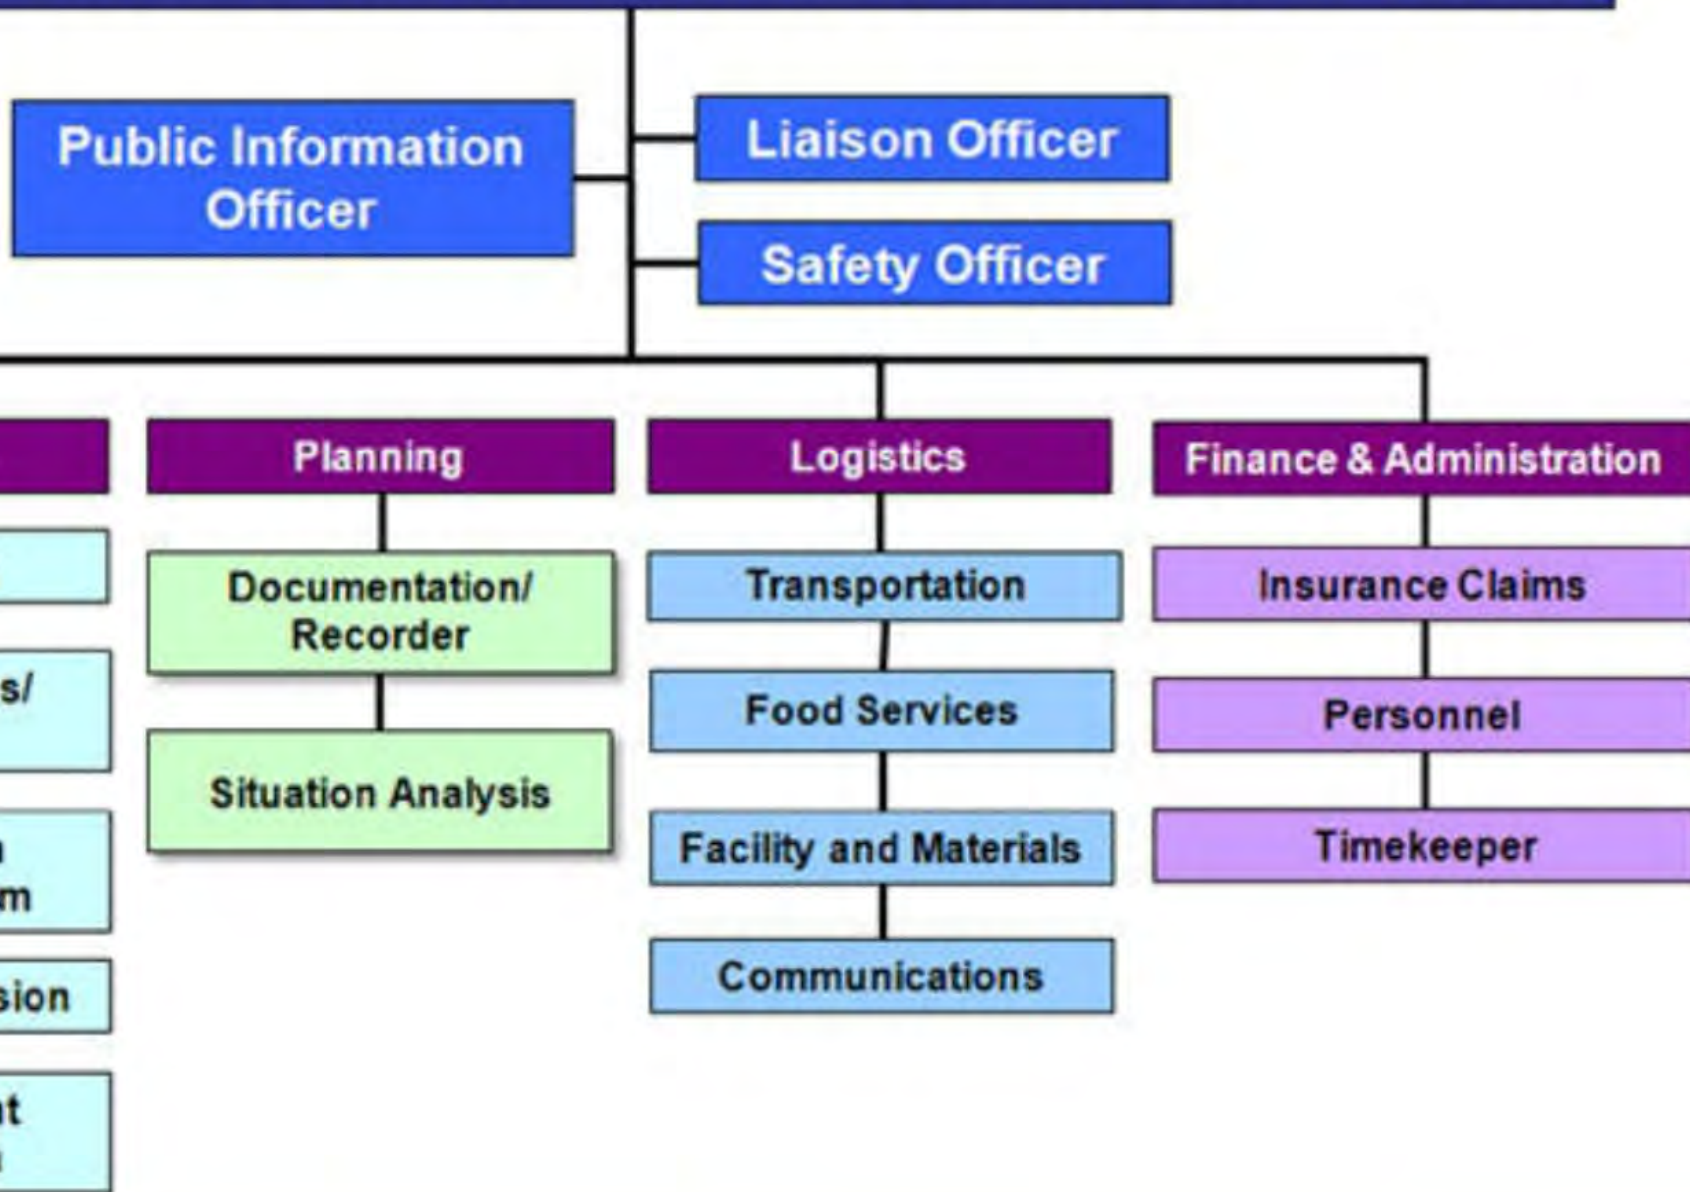 Public Information
Officer
Liaison Officer
Safety Officer
Planning
Logistics
Finance & Administration
Documentation/
Recorder
Situation Analysis
Transportation
Food Services
Facility and Materials
Communications
Insurance Claims
Personnel
Timekeeper